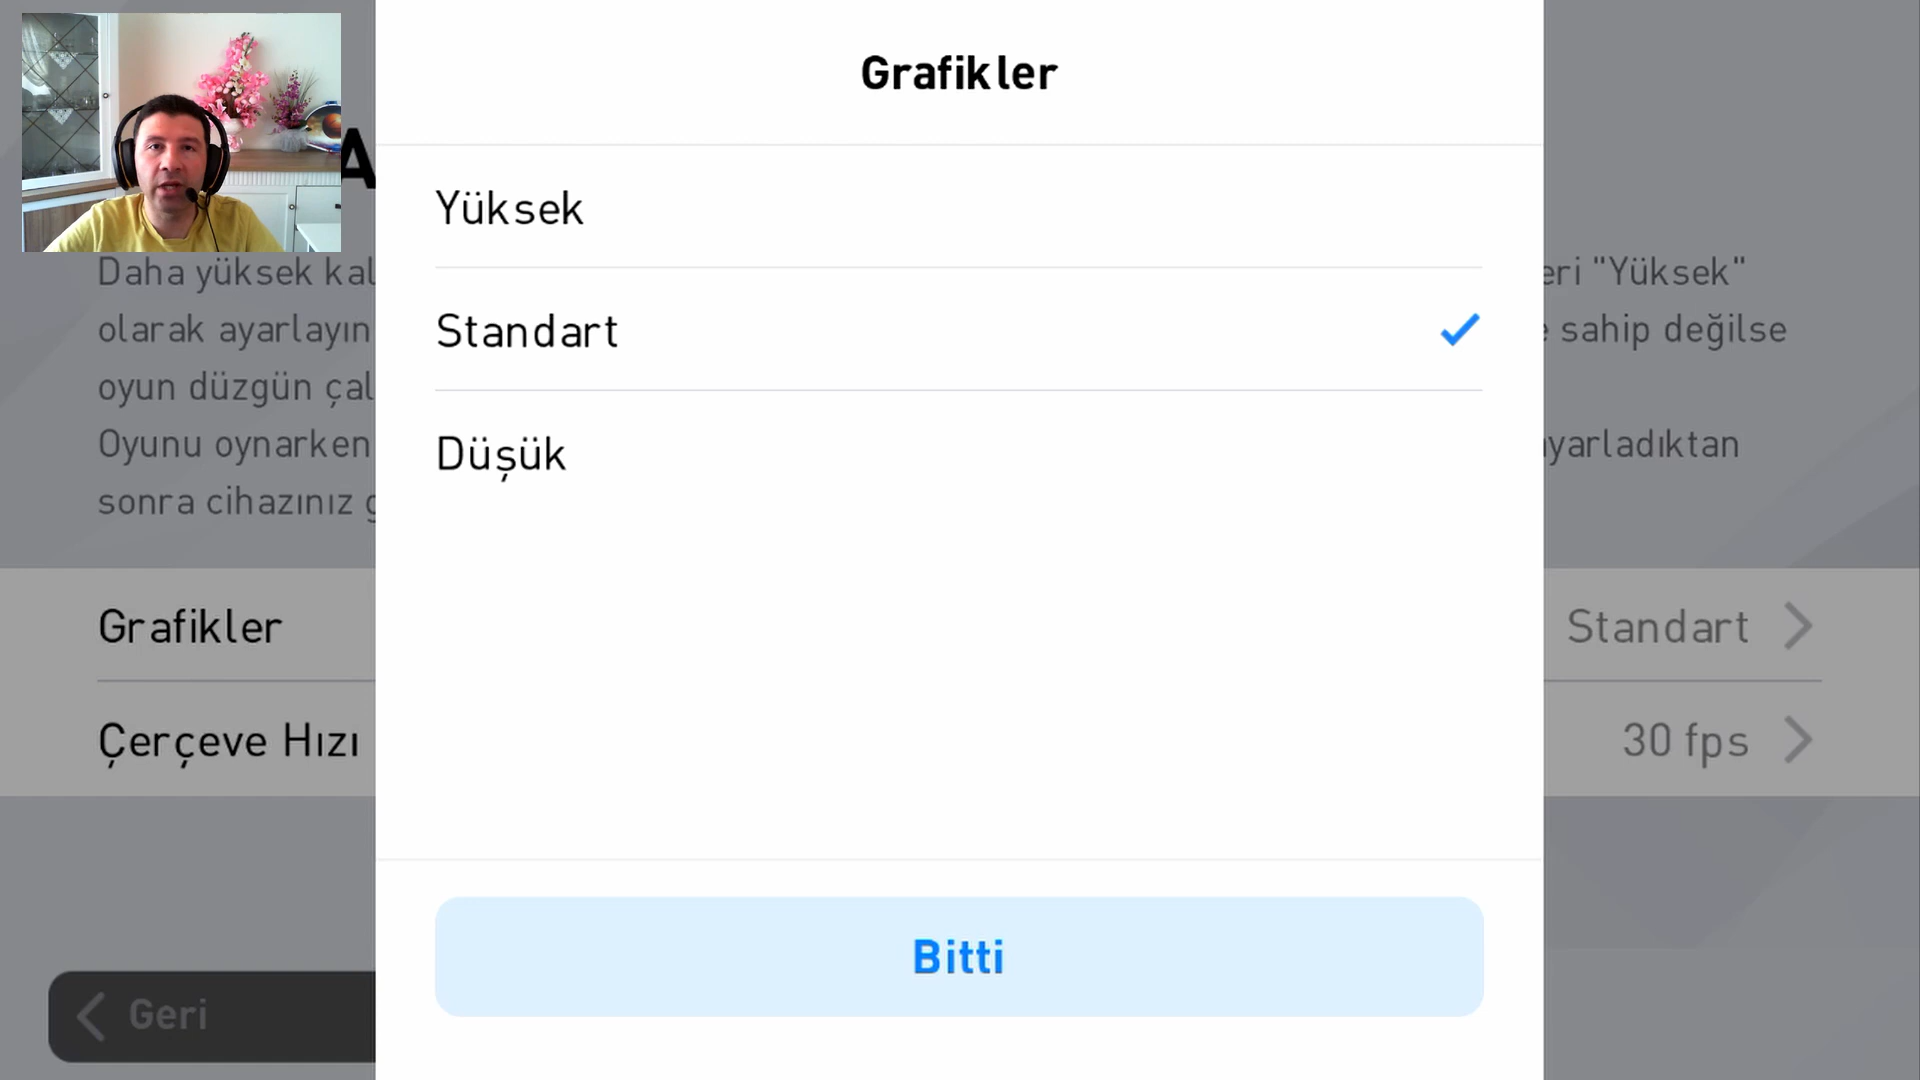 Grafikler
Yüksek
Standart
Düşük
Bitti
A
Daha yüksek kal
eri "Yüksek"
olarak ayarlayın
sahip değilse
oyun düzgün çal
Oyunu oynarken
yarladıktan
sonra cihazınız g
Grafikler
Standart
Çerçeve Hızı
30 fps
Geri